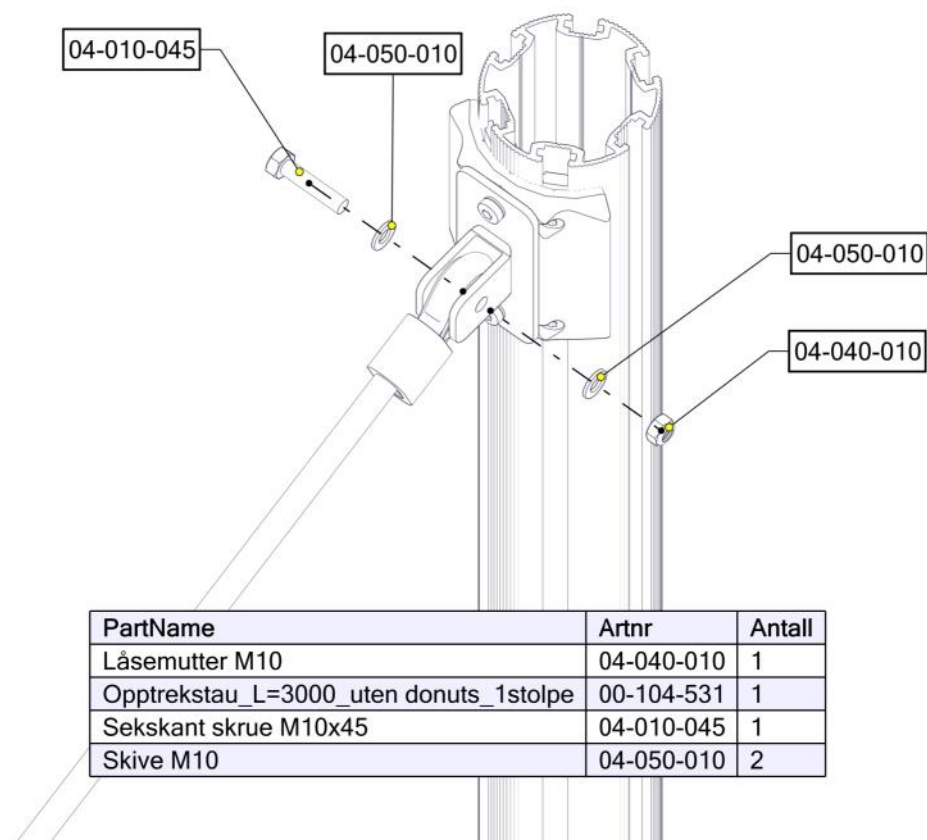 04-010-045
04-050-010
04-050-010
04-040-010
PartName Artnr Antall
Låsemutter M10 04-040-010 1
Opptrekstau_L=3000_uten donuts_1stolpe 00-104-531 1
Sekskant skrue M10x45 04-010-045 1
Skive M10 04-050-010 2